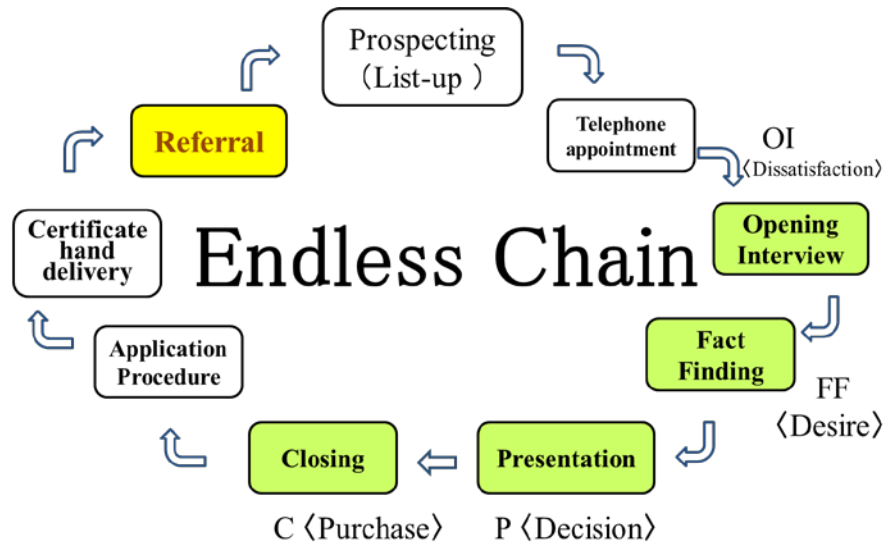 Prospecting
（List-up ）
Telephone
appointment
OI
〈Dissatisfaction〉
Opening
Interview
Fact
Finding
FF
〈Desire〉
Presentation
P〈Decision〉
Closing
C〈Purchase〉
Application
Procedure
Certificate
hand
delivery
Referral
Endless Chain